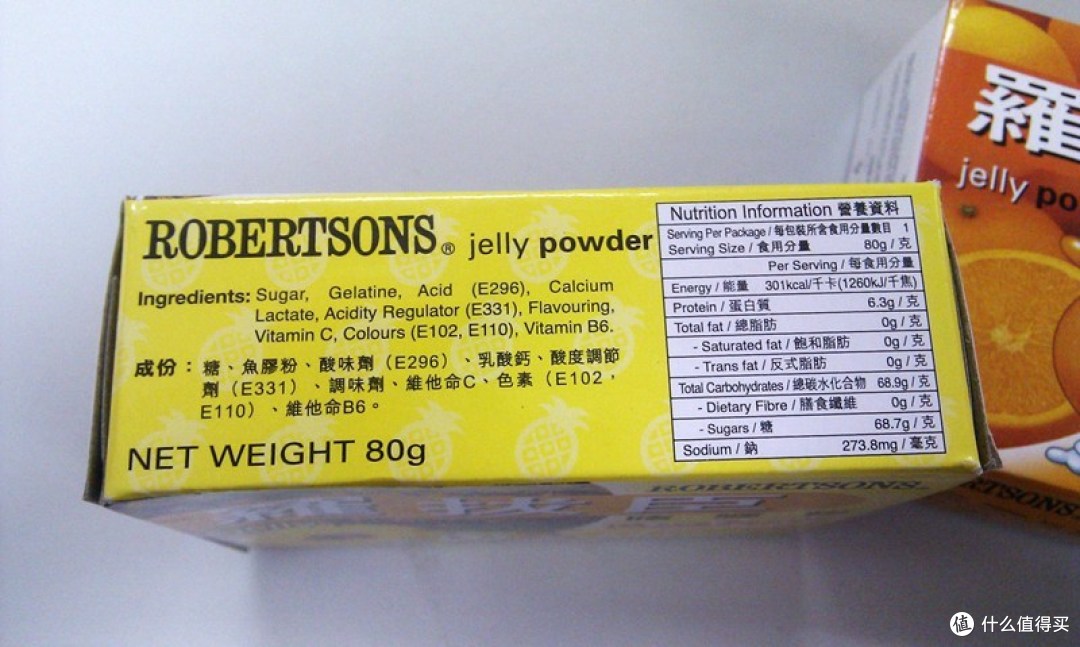 ROBERTSONS® jelly powder
Ingredients: Sugar, Gelatine, Acid (E296), Calcium
Lactate, Acidity Regulator (E331), Flavouring,
Vitamin C, Colours (E102, E110), Vitamin B6.
成份：糖、魚膠粉、酸味劑（E296）、乳酸鈣、酸度調節
劑（E331）、調味劑、維他命C、色素（E102，
E110）、維他命B6。
NET WEIGHT 80g
Nutrition Information 營養資料
Serving Per Package / 每包裝所含食用分量數目 1
Serving Size / 食用分量 80g / 克
Per Serving / 每食用分量
Energy / 能量 301kcal/千卡(1260kJ/千焦)
Protein / 蛋白質 6.3g / 克
Total fat / 總脂肪 0g / 克
- Saturated fat / 飽和脂肪 0g / 克
- Trans fat / 反式脂肪 0g / 克
Total Carbohydrates / 總碳水化合物 68.9g / 克
- Dietary Fibre / 膳食纖維 0g / 克
- Sugars / 糖 68.7g / 克
Sodium / 鈉 273.8mg / 毫克
ROBERTSONS
羅
jelly po
RTSONS
值 什么值得买